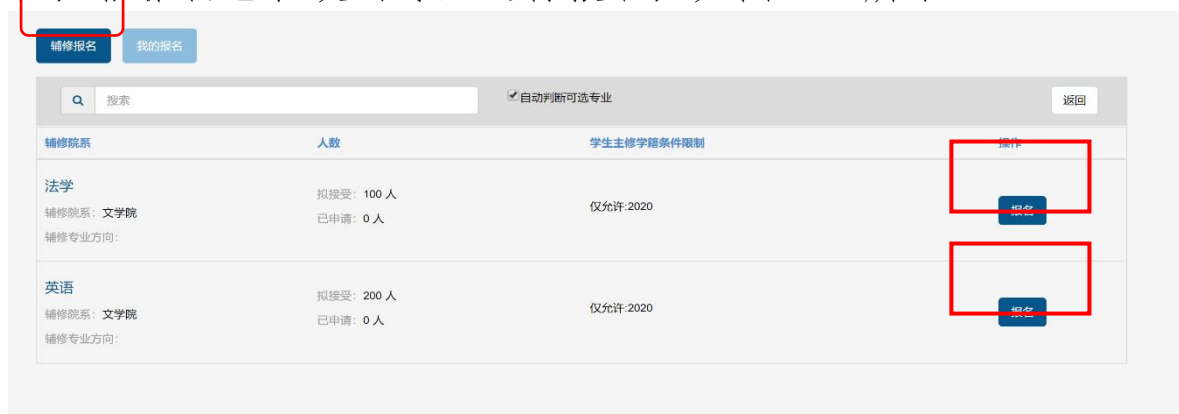 辅修报名 我的报名
搜索 自动判断可选专业 返回
辅修院系 人数 学生主修学籍条件限制 操作
法学
拟接受: 100 人
辅修院系: 文学院 仅允许:2020 报名
已申请: 0 人
辅修专业方向:
英语
拟接受: 200 人
辅修院系: 文学院 仅允许:2020 报名
已申请: 0 人
辅修专业方向: